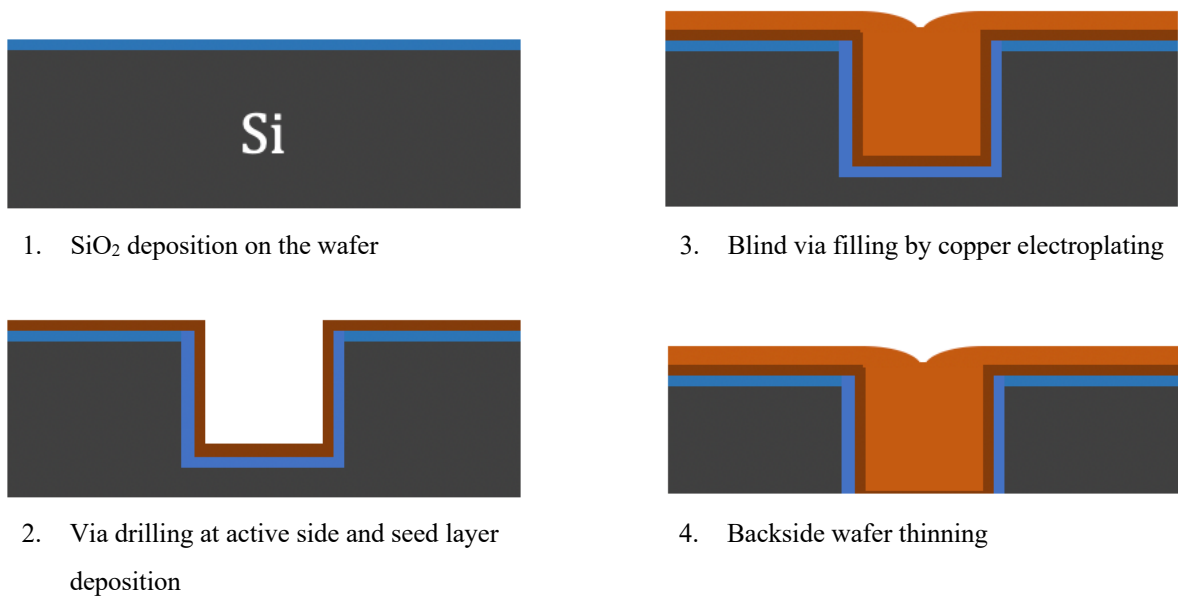 Si
1. SiO₂ deposition on the wafer
2. Via drilling at active side and seed layer
deposition
3. Blind via filling by copper electroplating
4. Backside wafer thinning